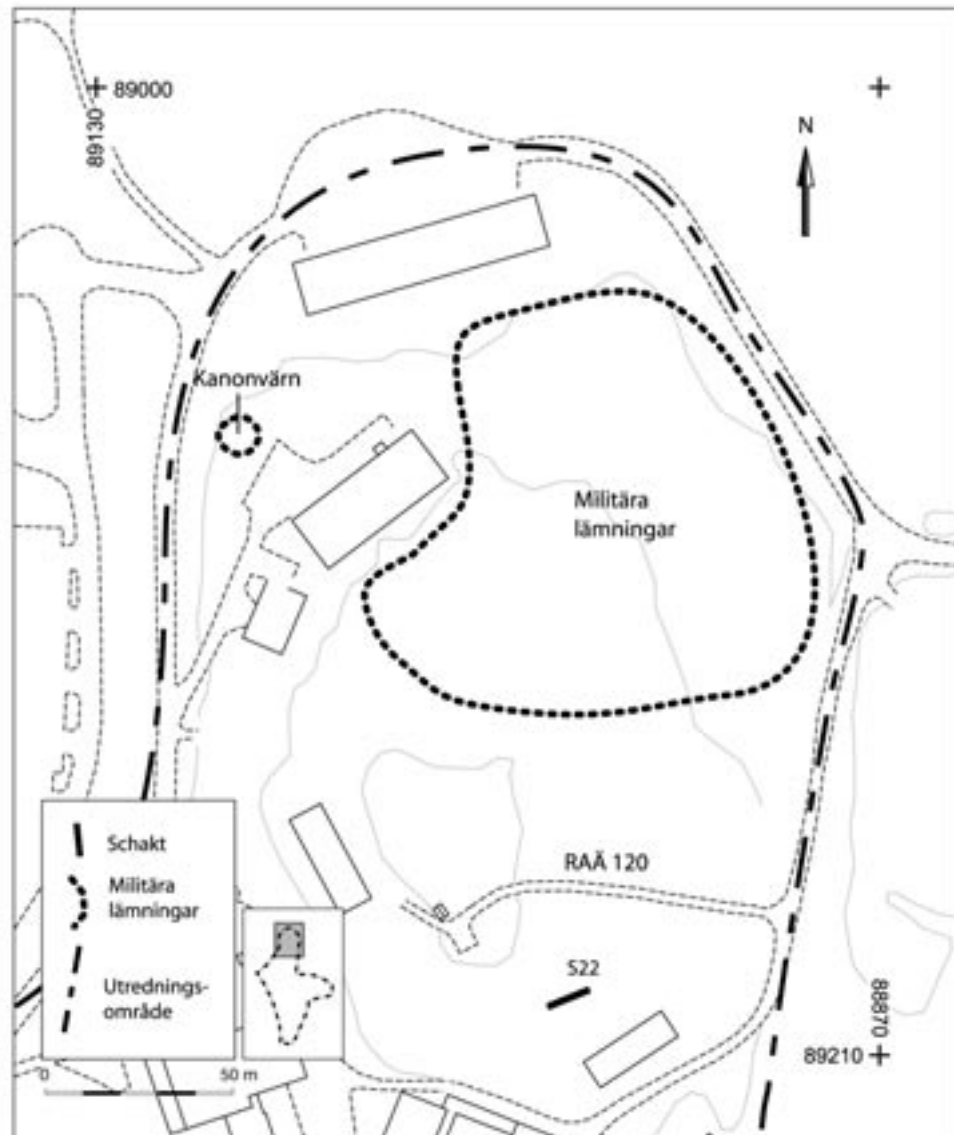 89000
89130
N
Kanonvärn
Militära
lämningar
RAÄ 120
S22
Schakt
Militära
lämningar
Utrednings-
område
88870
89210
0 50 m